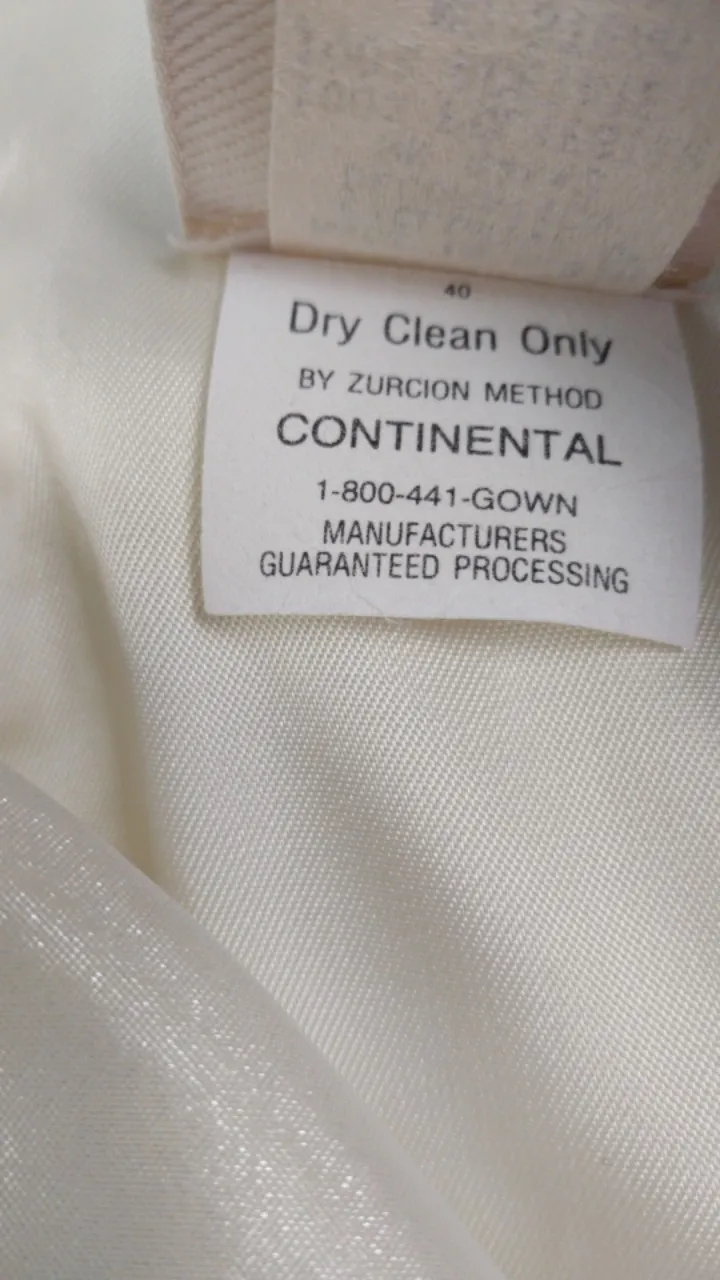 40
Dry Clean Only
BY ZURCION METHOD
CONTINENTAL
1-800-441-GOWN
MANUFACTURERS
GUARANTEED PROCESSING